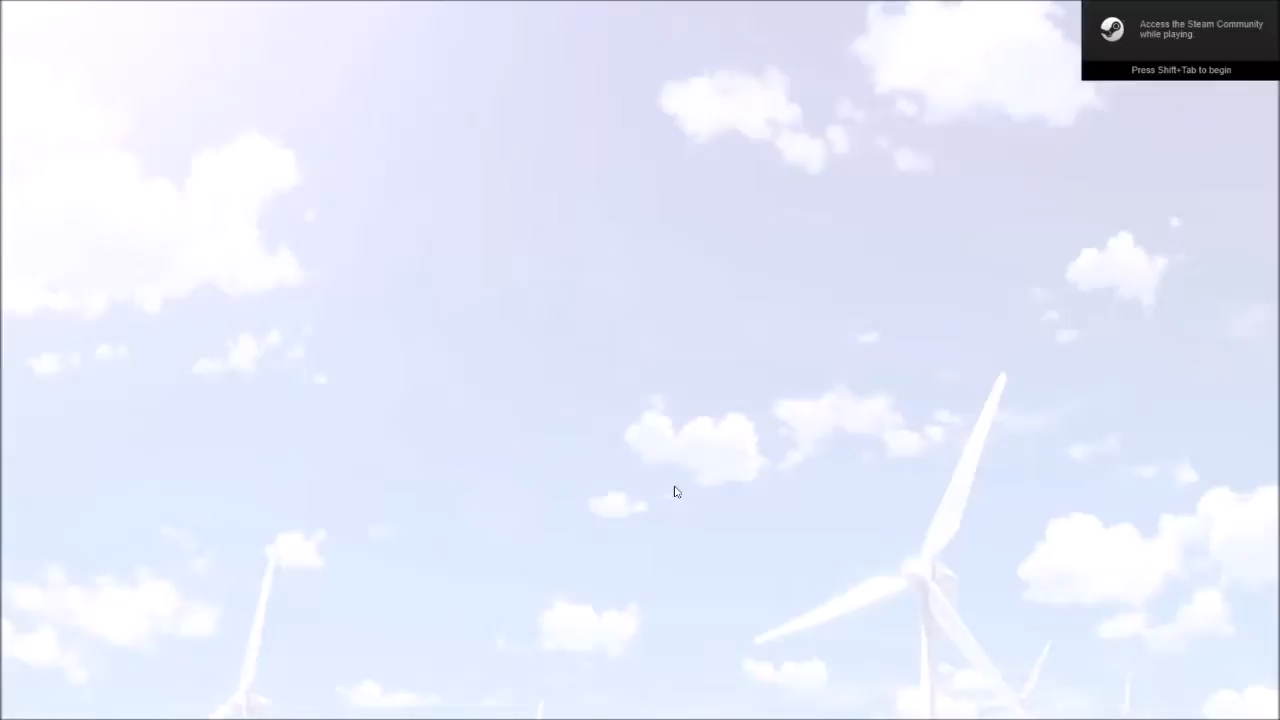 Access the Steam Community
while playing.
Press Shift+Tab to begin